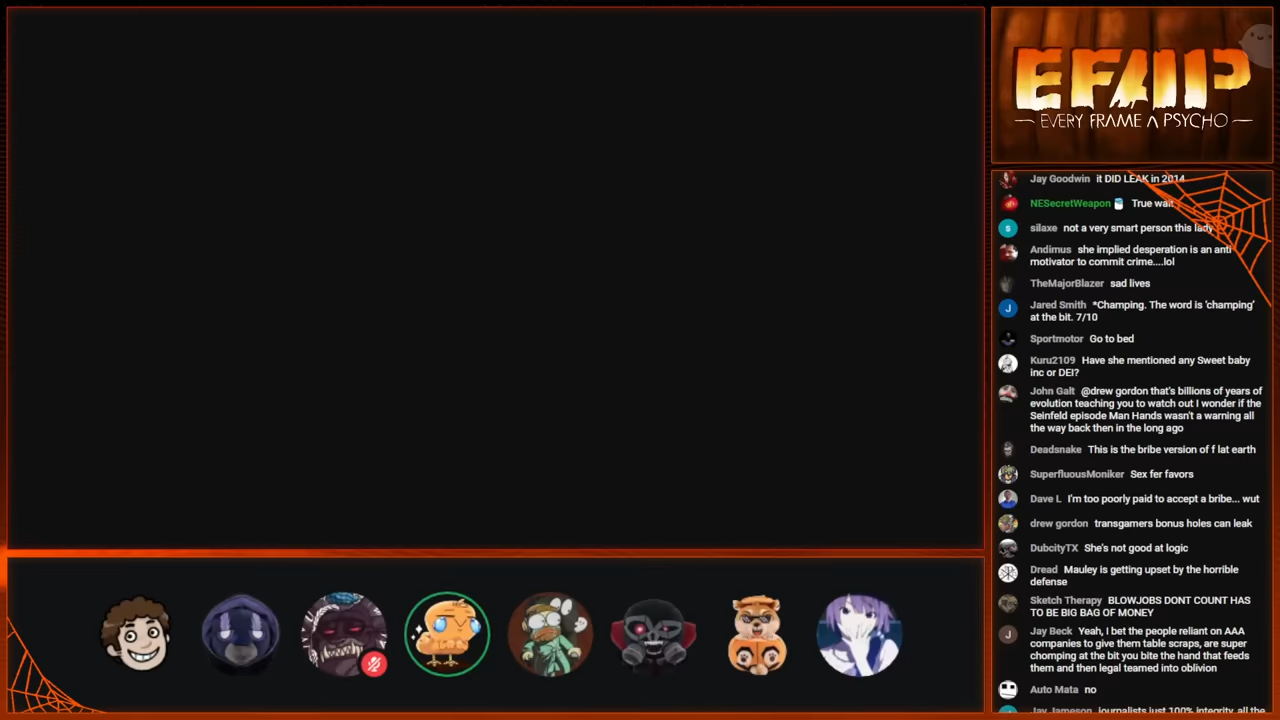 EFAP
EVERY FRAME A PSYCHO
Jay Goodwin it DID LEAK in 2014
NESecretWeapon True wait
silaxe not a very smart person this lady
Andimus she implied desperation is an anti
motivator to commit crime....lol
TheMajorBlazer sad lives
Jared Smith *Champing. The word is 'champing'
at the bit. 7/10
Sportmotor Go to bed
Kuru2109 Have she mentioned any Sweet baby
inc or DEI?
John Galt @drew gordon that's billions of years of
evolution teaching you to watch out I wonder if the
Seinfeld episode Man Hands wasn't a warning all
the way back then in the long ago
Deadsnake This is the bribe version of f lat earth
SuperfluousMoniker Sex fer favors
Dave L I'm too poorly paid to accept a bribe... wut
drew gordon transgamers bonus holes can leak
DubcityTX She's not good at logic
Dread Mauley is getting upset by the horrible
defense
Sketch Therapy BLOWJOBS DONT COUNT HAS
TO BE BIG BAG OF MONEY
Jay Beck Yeah, I bet the people reliant on AAA
companies to give them table scraps, are super
chomping at the bit you bite the hand that feeds
them and then legal teamed into oblivion
Auto Mata no
Jay Jameson journalists just 100% integrity all the